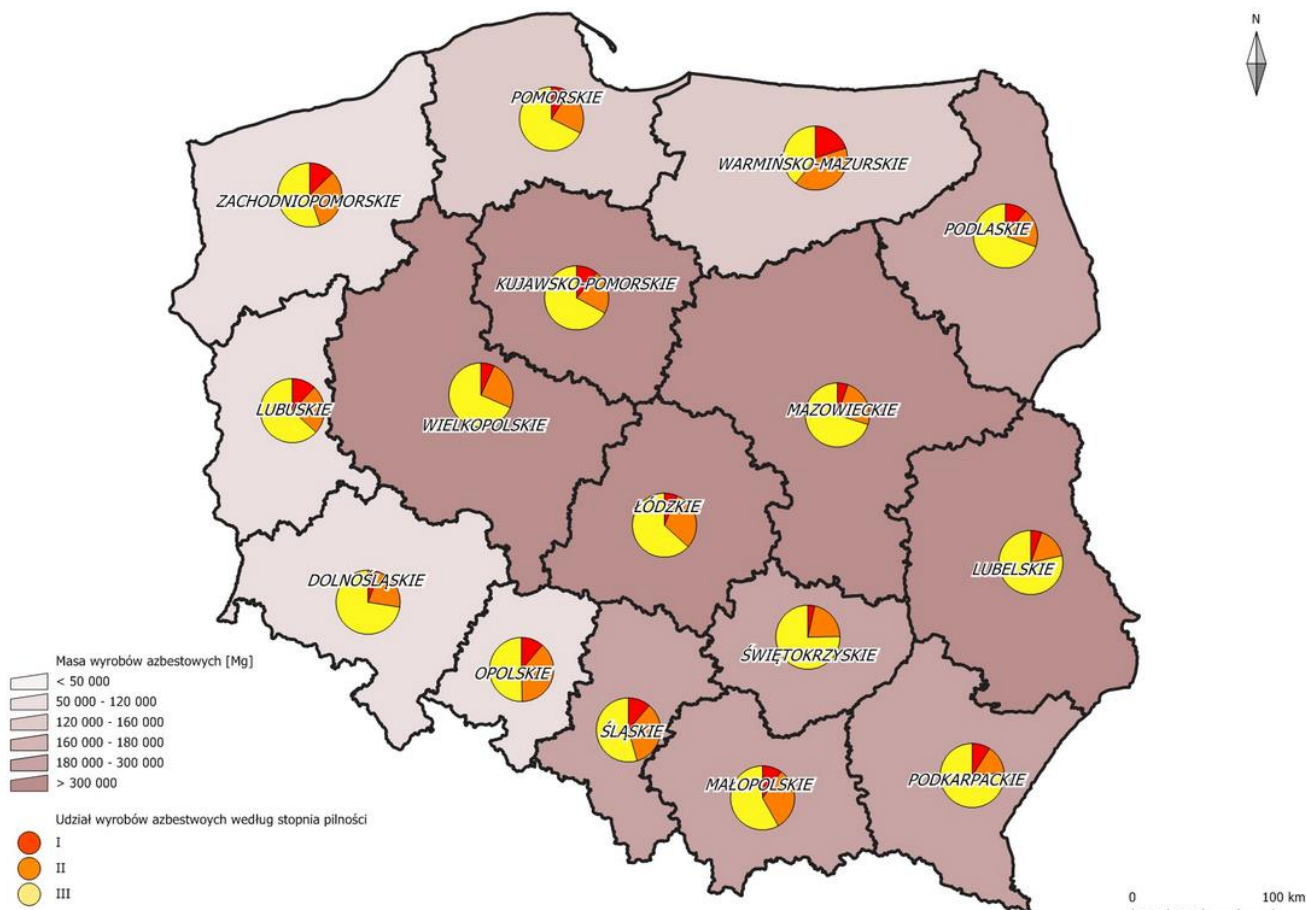 N
POMORSKIE
WARMIŃSKO-MAZURSKIE
ZACHODNIOPOMORSKIE
PODLASKIE
KUJAWSKO-POMORSKIE
LUBUSKIE
WIELKOPOLSKIE
MAZOWIECKIE
ŁÓDZKIE
LUBELSKIE
DOLNOŚLĄSKIE
ŚWIĘTOKRZYSKIE
OPOLSKIE
ŚLĄSKIE
MAŁOPOLSKIE
PODKARPACKIE
Masa wyrobów azbestowych [Mg]
< 50 000
50 000 - 120 000
120 000 - 160 000
160 000 - 180 000
180 000 - 300 000
> 300 000
Udział wyrobów azbestwoych według stopnia pilności
I
II
III
0 100 km